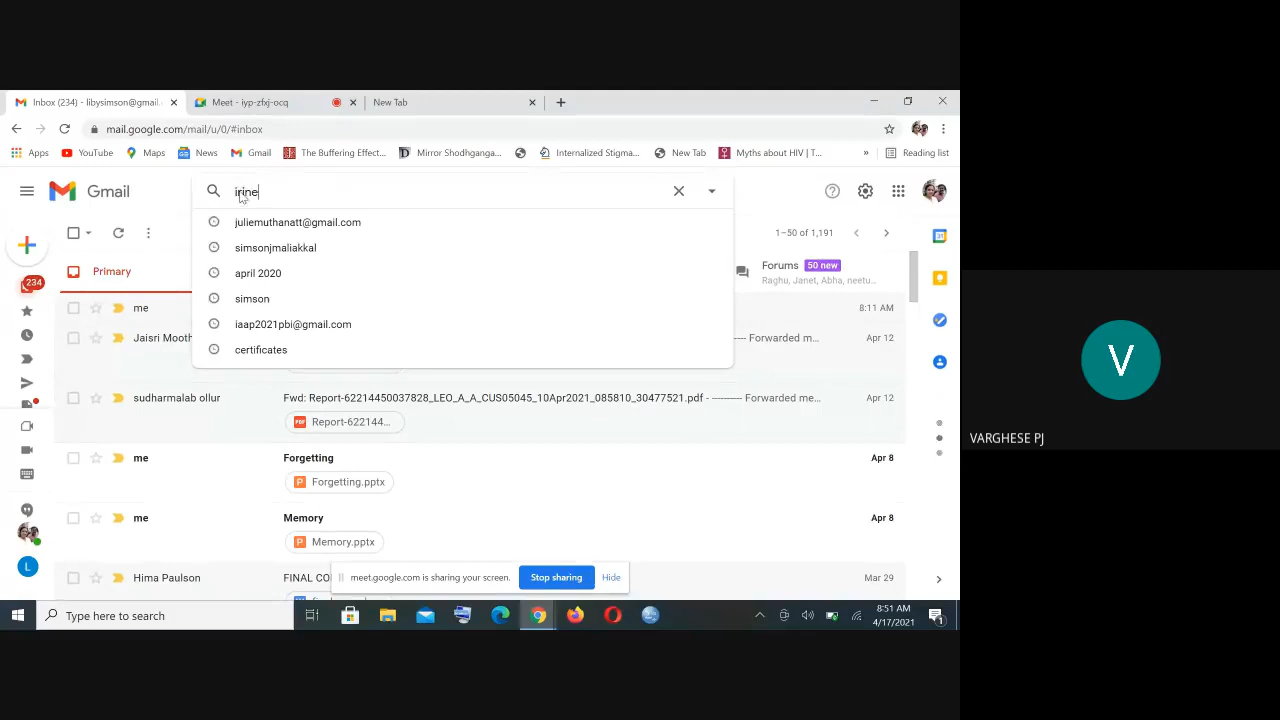 Inbox (234) - libysimson@gmail.
Meet - iyp-zfxj-ocq
New Tab
mail.google.com/mail/u/0/#inbox
Apps
YouTube
Maps
News
Gmail
The Buffering Effect...
Mirror Shodhganga...
Internalized Stigma...
New Tab
Myths about HIV | T...
»
Reading list
Gmail
irine
juliemuthanatt@gmail.com
simsonjmaliakkal
april 2020
simson
iaap2021pbi@gmail.com
certificates
1–50 of 1,191
234
Primary
Forums 50 new
Raghu, Janet, Abha, neetu...
me 8:11 AM
Jaisri Mooth ---- Forwarded m... Apr 12
sudharmalab ollur Fwd: Report-62214450037828_LEO_A_A_CUS05045_10Apr2021_085810_30477521.pdf - ---------- Forwarded me... Apr 12
PDF Report-622144...
me Forgetting Apr 8
P Forgetting.pptx
me Memory Apr 8
P Memory.pptx
Hima Paulson FINAL CO Mar 29
meet.google.com is sharing your screen. Stop sharing Hide
L
31
V
VARGHESE PJ
Type here to search
8:51 AM
4/17/2021
1